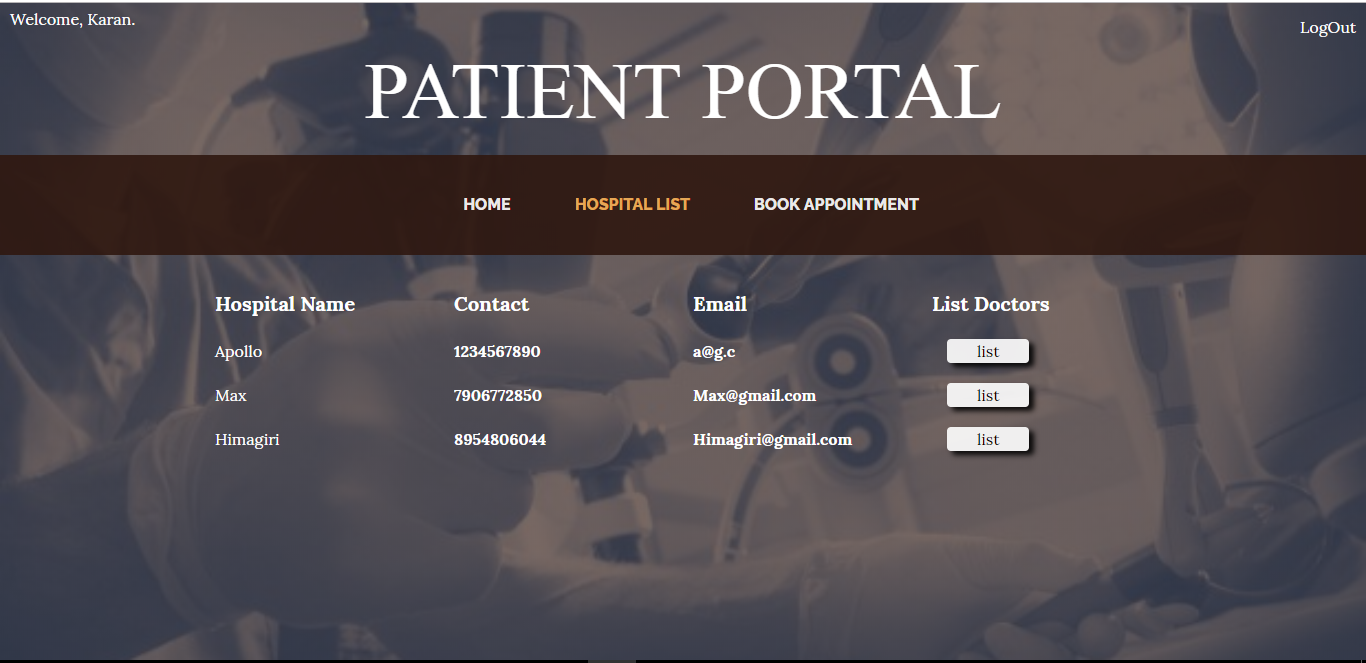 Welcome, Karan.
LogOut
PATIENT PORTAL
HOME HOSPITAL LIST BOOK APPOINTMENT
Hospital Name Contact Email List Doctors
Apollo 1234567890 a@g.c list
Max 7906772850 Max@gmail.com list
Himagiri 8954806044 Himagiri@gmail.com list